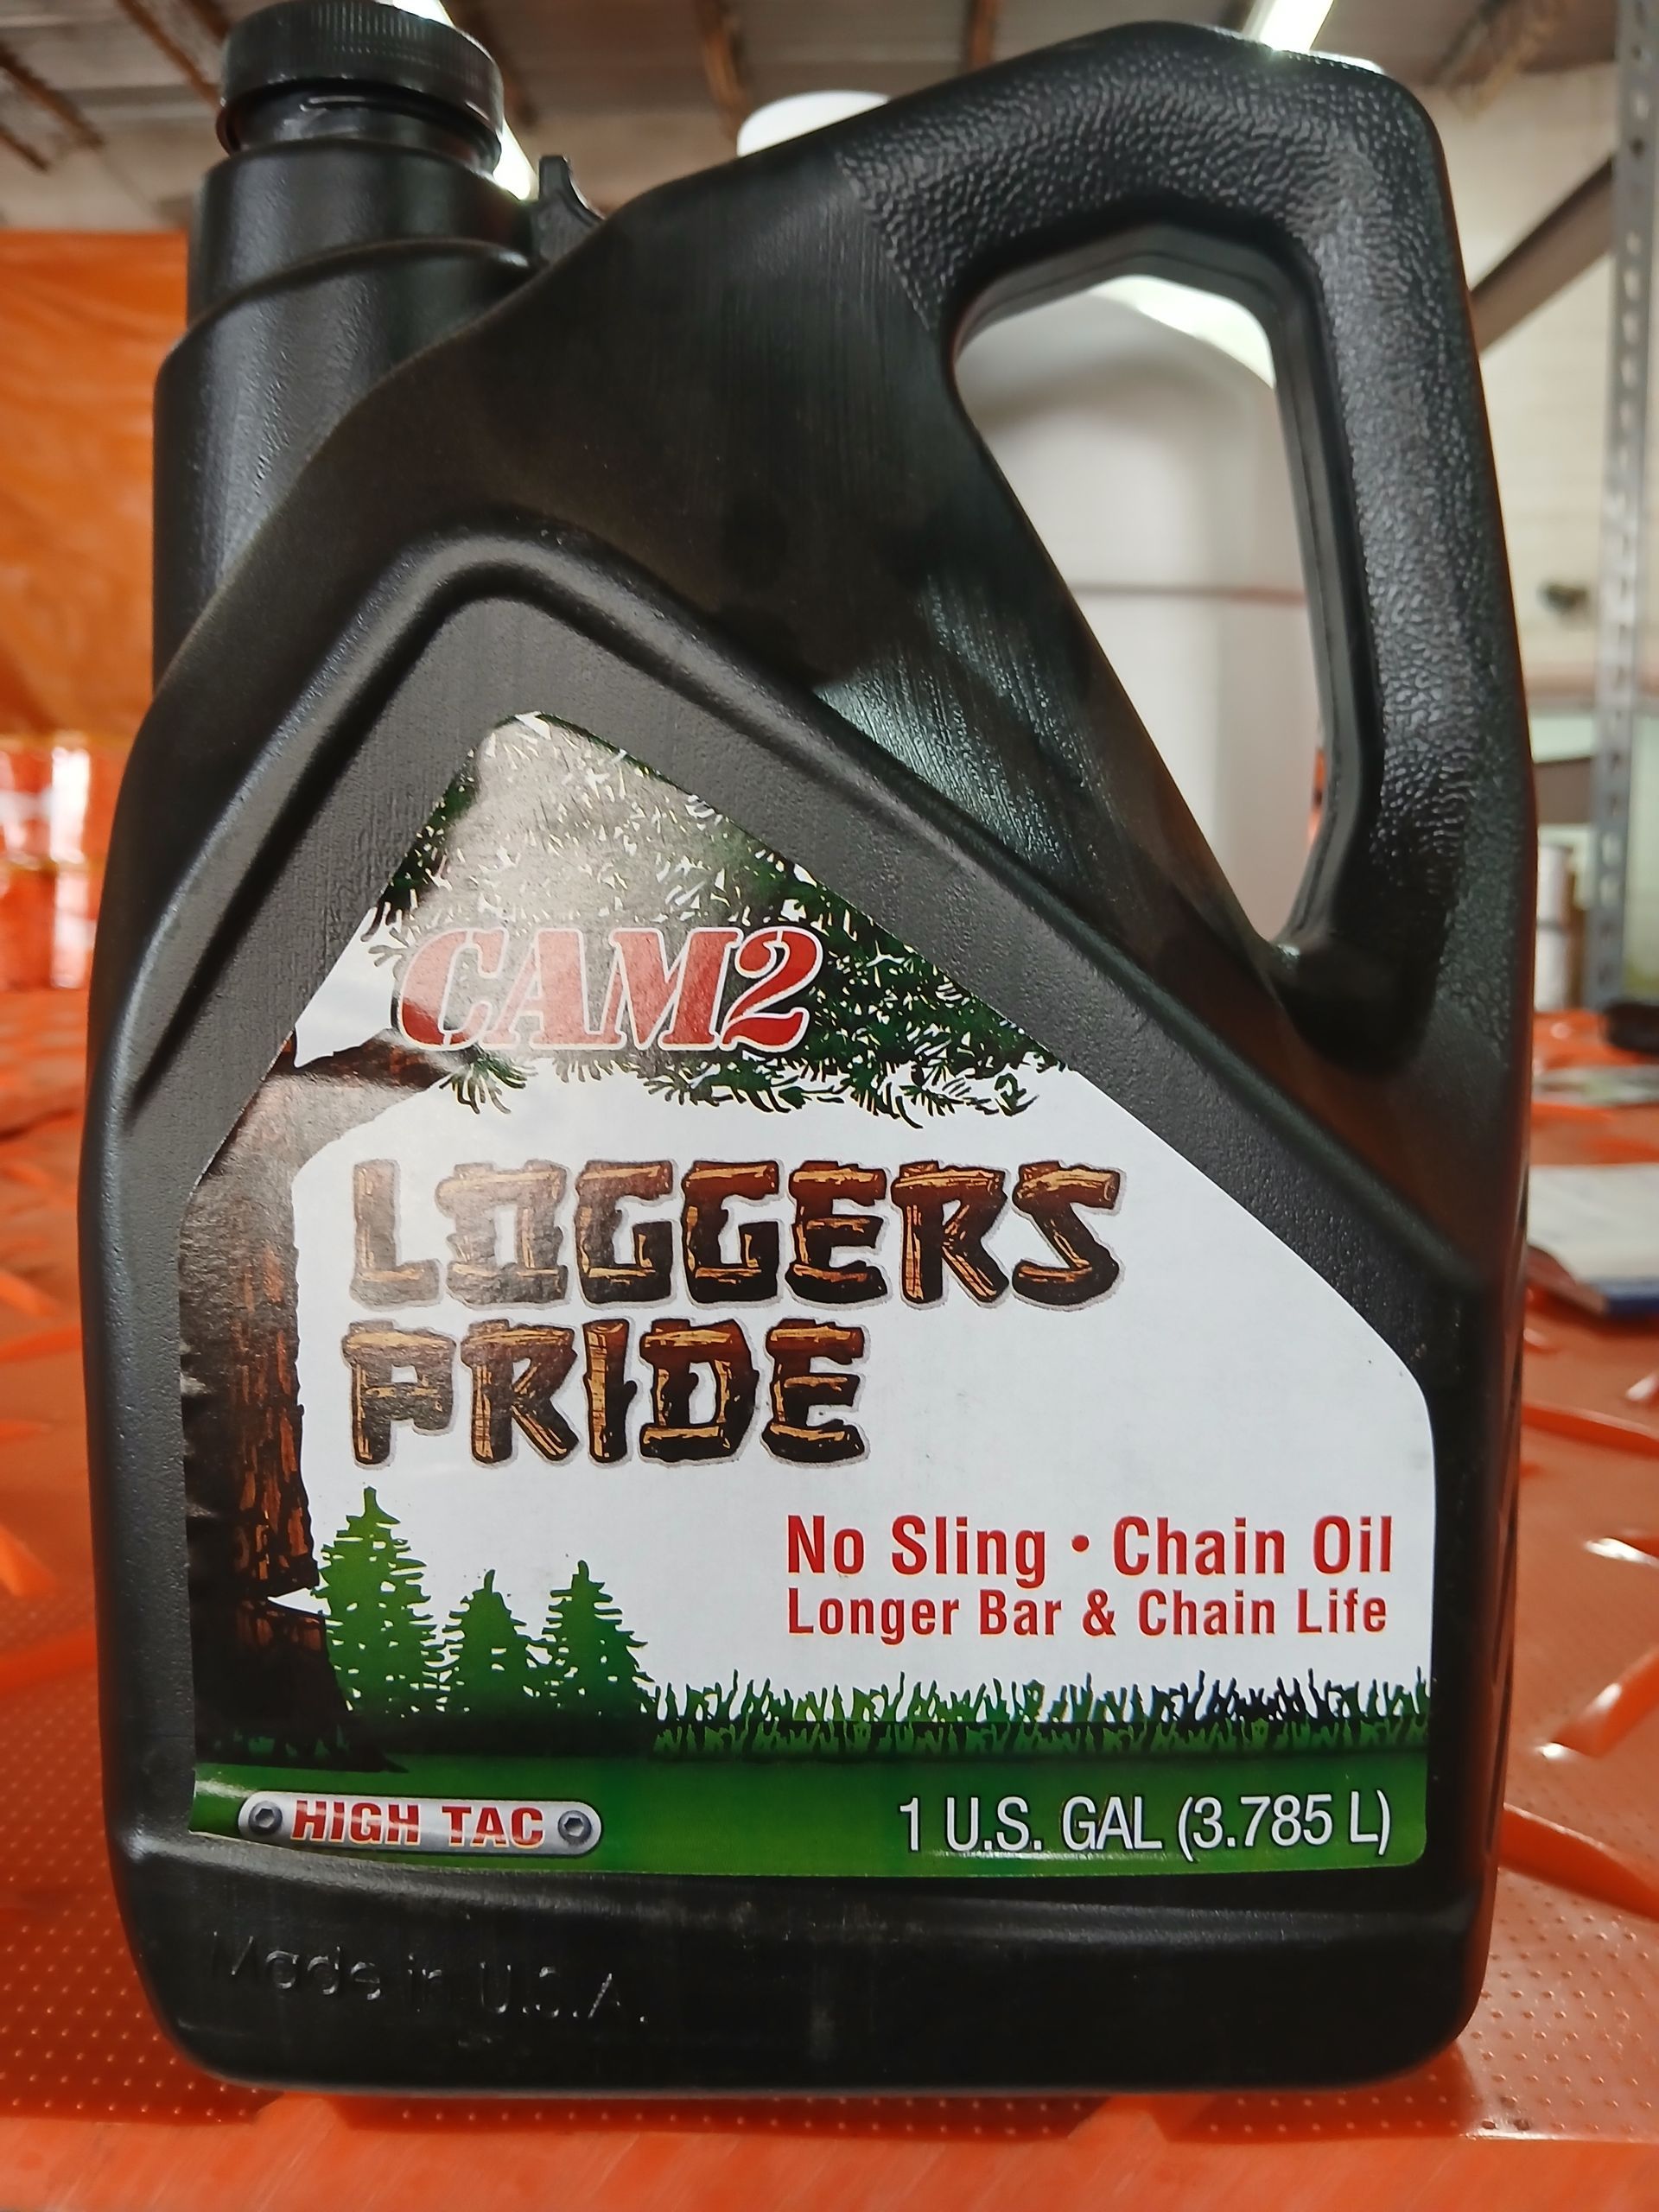 CAM2
LOGGERS
PRIDE
No Sling • Chain Oil
Longer Bar & Chain Life
HIGH TAC
1 U.S. GAL (3.785 L)
Made in U.S.A.